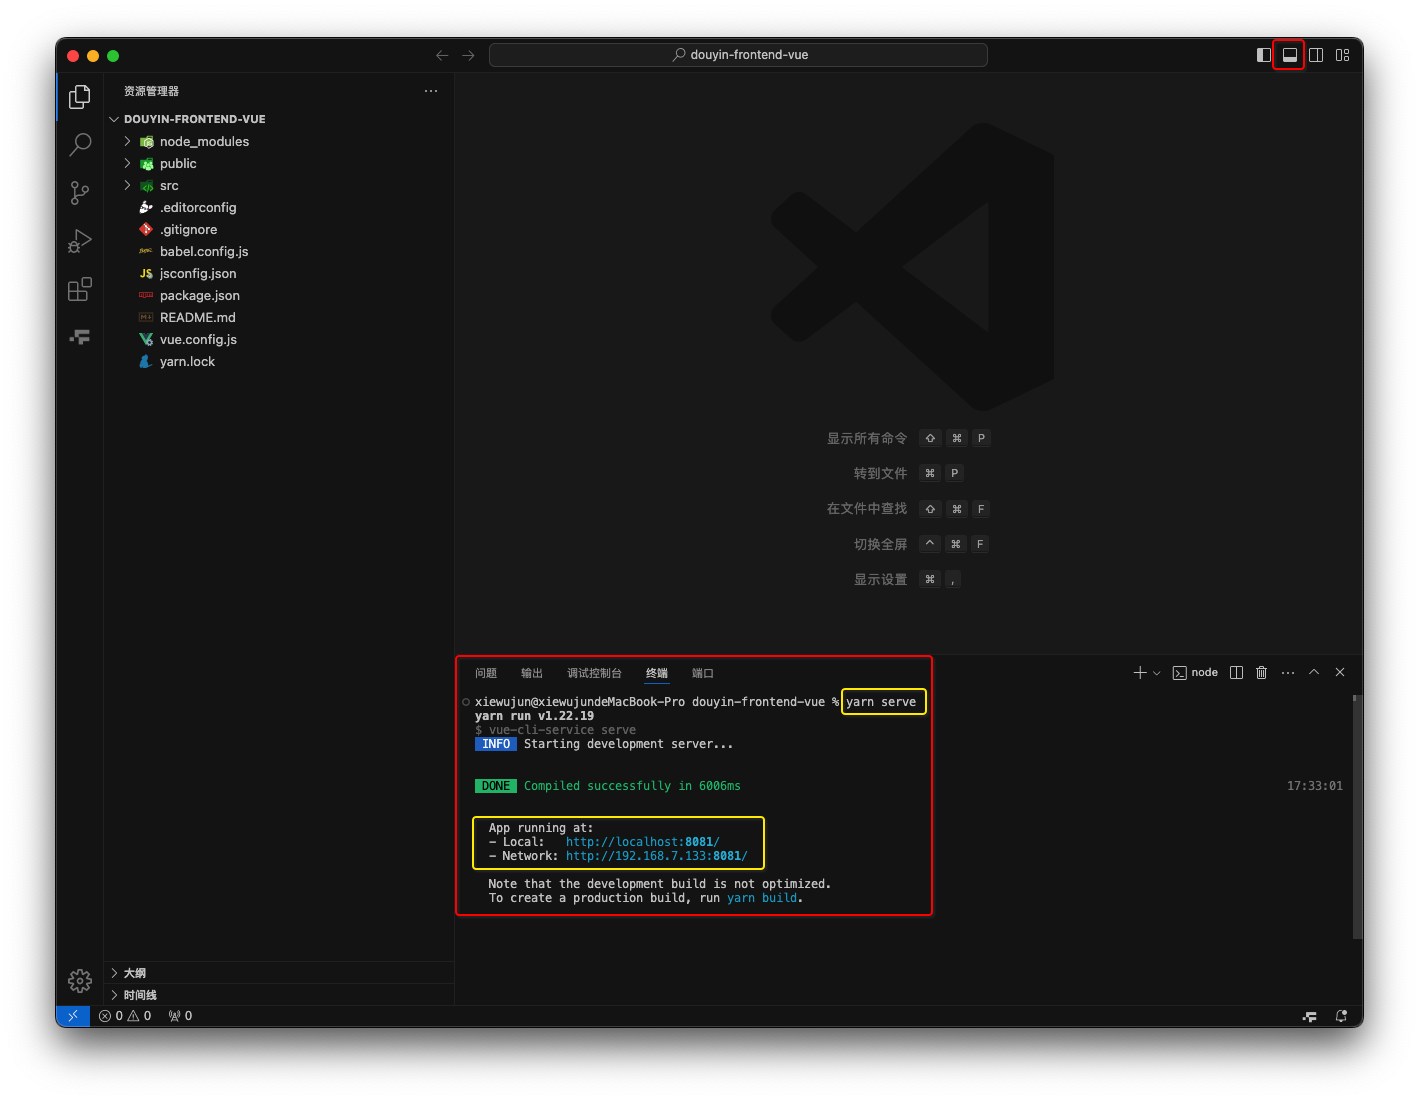 douyin-frontend-vue
资源管理器
DOUYIN-FRONTEND-VUE
node_modules
public
src
.editorconfig
.gitignore
babel.config.js
JS jsconfig.json
package.json
README.md
vue.config.js
yarn.lock
大纲
时间线
显示所有命令 ⇧ ⌘ P
转到文件 ⌘ P
在文件中查找 ⇧ ⌘ F
切换全屏 ^ ⌘ F
显示设置 ⌘ ,
问题 输出 调试控制台 终端 端口 node
xiewujun@xiewujundeMacBook-Pro douyin-frontend-vue % yarn serve
yarn run v1.22.19
$ vue-cli-service serve
INFO Starting development server...
DONE Compiled successfully in 6006ms 17:33:01
App running at:
- Local: http://localhost:8081/
- Network: http://192.168.7.133:8081/
Note that the development build is not optimized.
To create a production build, run yarn build.
0 0 0